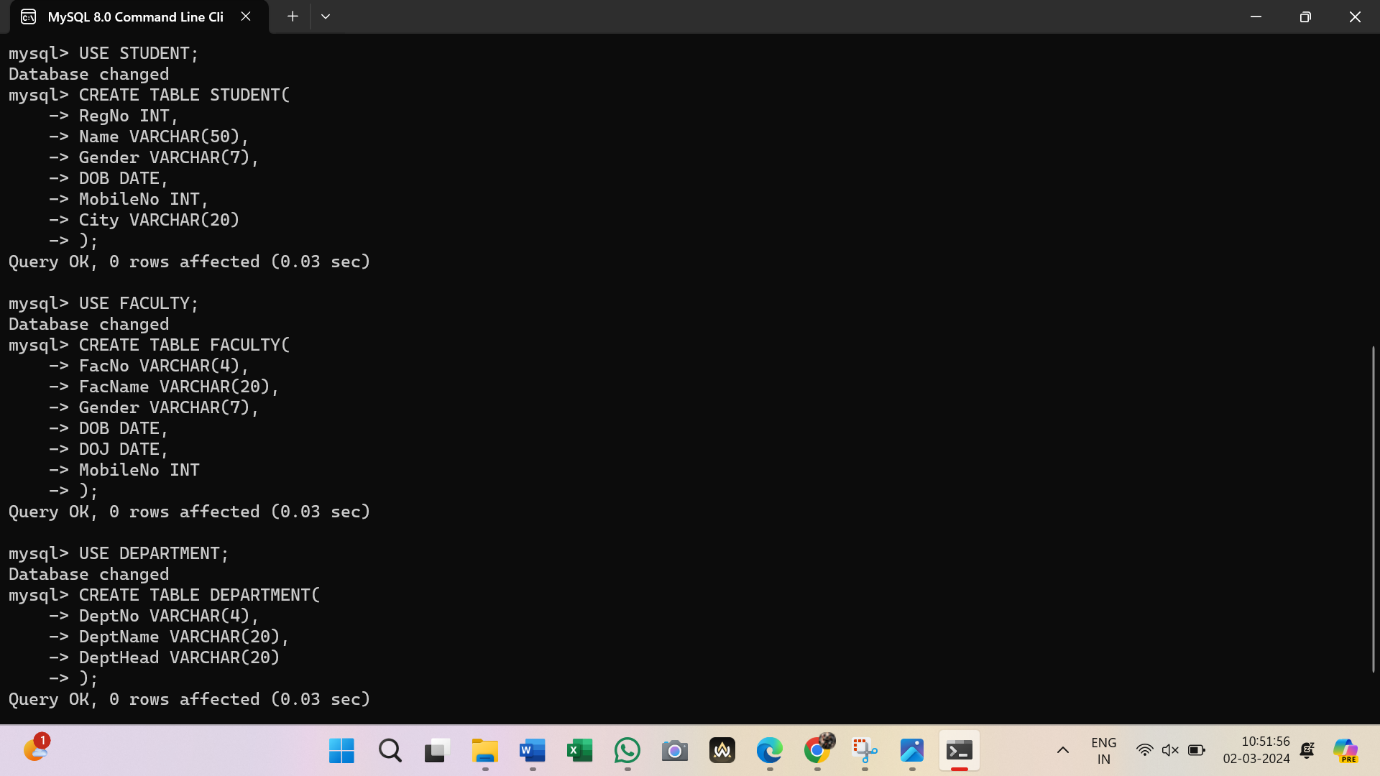 MySQL 8.0 Command Line Cli
mysql> USE STUDENT;
Database changed
mysql> CREATE TABLE STUDENT(
    -> RegNo INT,
    -> Name VARCHAR(50),
    -> Gender VARCHAR(7),
    -> DOB DATE,
    -> MobileNo INT,
    -> City VARCHAR(20)
    -> );
Query OK, 0 rows affected (0.03 sec)

mysql> USE FACULTY;
Database changed
mysql> CREATE TABLE FACULTY(
    -> FacNo VARCHAR(4),
    -> FacName VARCHAR(20),
    -> Gender VARCHAR(7),
    -> DOB DATE,
    -> DOJ DATE,
    -> MobileNo INT
    -> );
Query OK, 0 rows affected (0.03 sec)

mysql> USE DEPARTMENT;
Database changed
mysql> CREATE TABLE DEPARTMENT(
    -> DeptNo VARCHAR(4),
    -> DeptName VARCHAR(20),
    -> DeptHead VARCHAR(20)
    -> );
Query OK, 0 rows affected (0.03 sec)
1
ENG
IN
10:51:56
02-03-2024
PRE